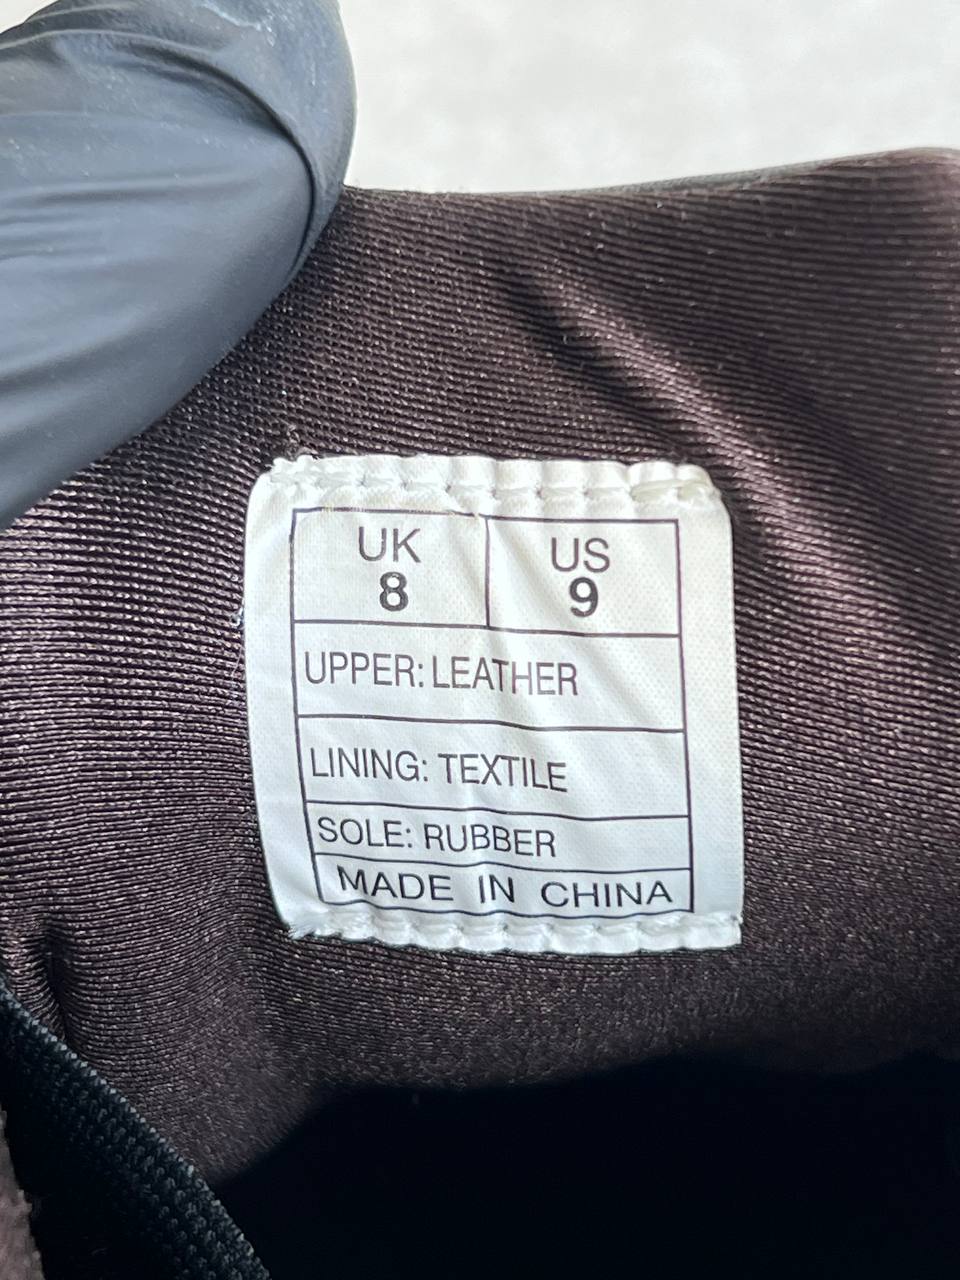 UK US
8 9
UPPER: LEATHER
LINING: TEXTILE
SOLE: RUBBER
MADE IN CHINA